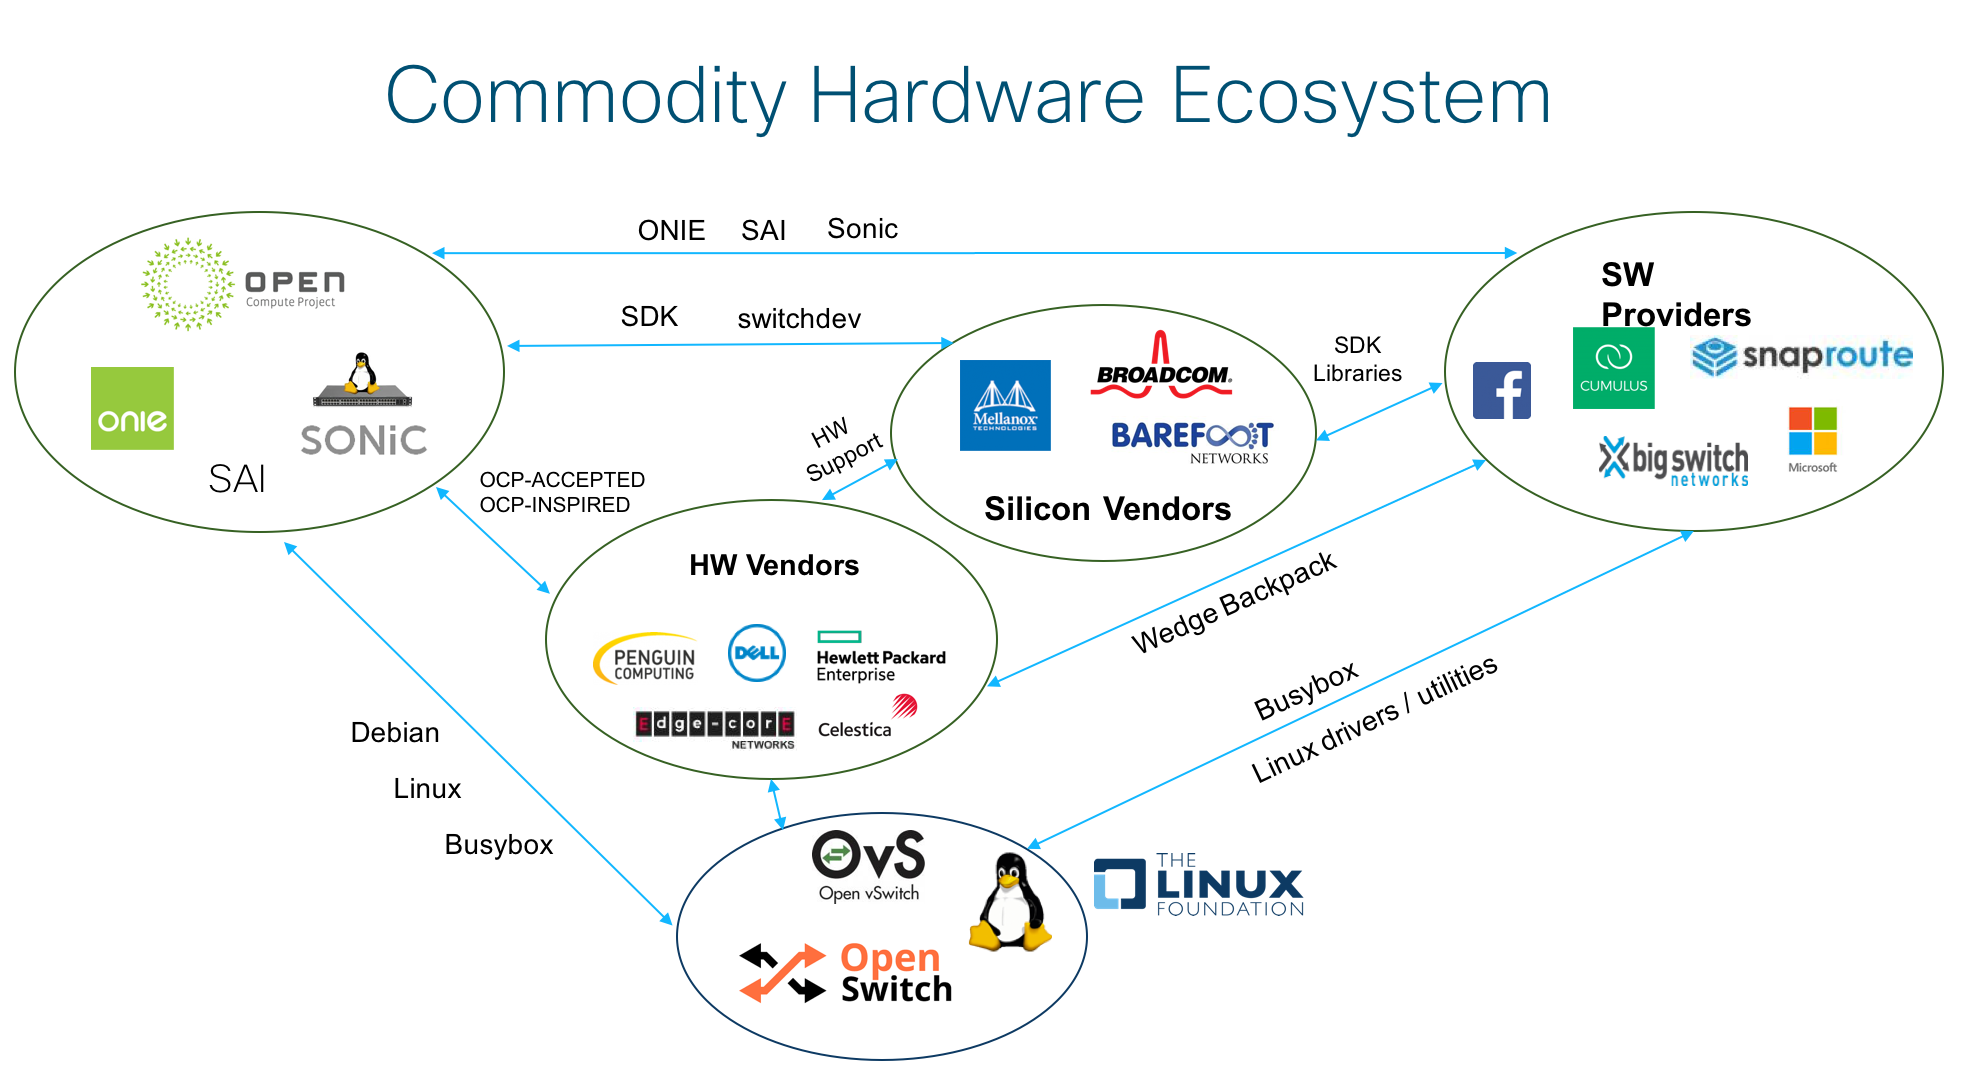 Commodity Hardware Ecosystem
ONIE SAI Sonic
OPEN
Compute Project
onie
SONiC
SAI
SDK switchdev
SDK
Libraries
HW
Support
OCP-ACCEPTED
OCP-INSPIRED
Mellanox
TECHNOLOGIES
BROADCOM
BAREFOOT
NETWORKS
Silicon Vendors
SW
Providers
CUMULUS
snaproute
big switch
networks
Microsoft
HW Vendors
PENGUIN
COMPUTING
DELL
Hewlett Packard
Enterprise
Edge-corE
NETWORKS
Celestica
Wedge Backpack
Busybox
Linux drivers / utilities
Debian
Linux
Busybox
OvS
Open vSwitch
Open
Switch
THE
LINUX
FOUNDATION